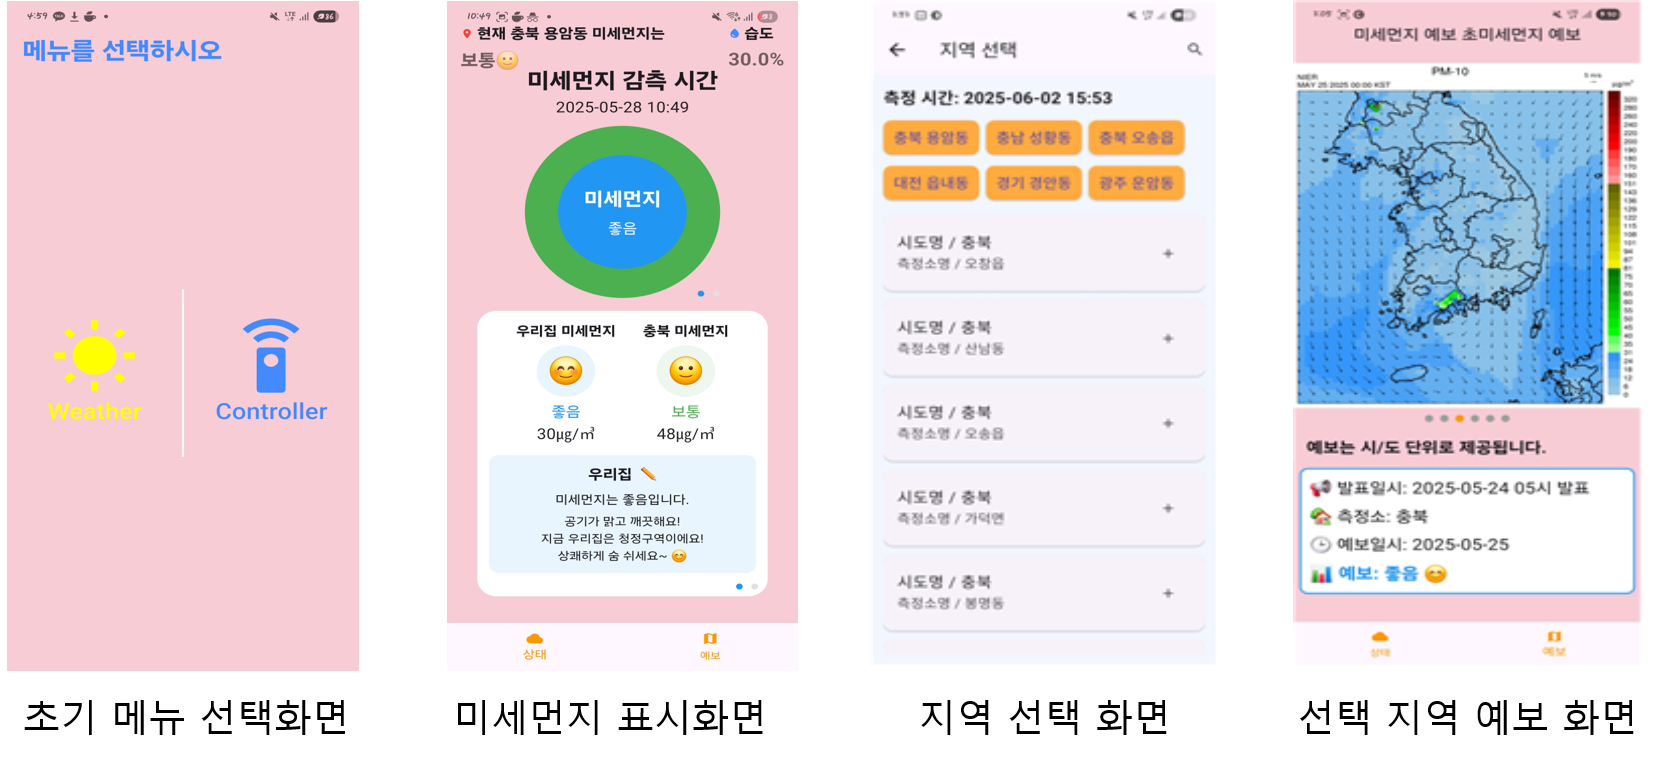 4:59
LTE
86
메뉴를 선택하시오
Weather
Controller
초기 메뉴 선택화면
10:49
현재 충북 용암동 미세먼지는
습도
보통
30.0%
미세먼지 감측 시간
2025-05-28 10:49
미세먼지
좋음
우리집 미세먼지
충북 미세먼지
좋음
보통
30µg/㎥
48µg/㎥
우리집
미세먼지는 좋음입니다.
공기가 맑고 깨끗해요!
지금 우리집은 청정구역이에요!
상쾌하게 숨 쉬세요~
상태
예보
미세먼지 표시화면
지역 선택
측정 시간: 2025-06-02 15:53
충북 용암동
충남 성황동
충북 오송읍
대전 읍내동
경기 경안동
광주 운암동
시도명 / 충북
측정소명 / 오창읍
+
시도명 / 충북
측정소명 / 산남동
+
시도명 / 충북
측정소명 / 오송읍
+
시도명 / 충북
측정소명 / 가덕면
+
시도명 / 충북
측정소명 / 봉명동
+
지역 선택 화면
미세먼지 예보 초미세먼지 예보
PM-10
NIER
MAY 25 2025 00:00 KST
5 m/s
예보는 시/도 단위로 제공됩니다.
발표일시: 2025-05-24 05시 발표
측정소: 충북
예보일시: 2025-05-25
예보: 좋음
상태
예보
선택 지역 예보 화면